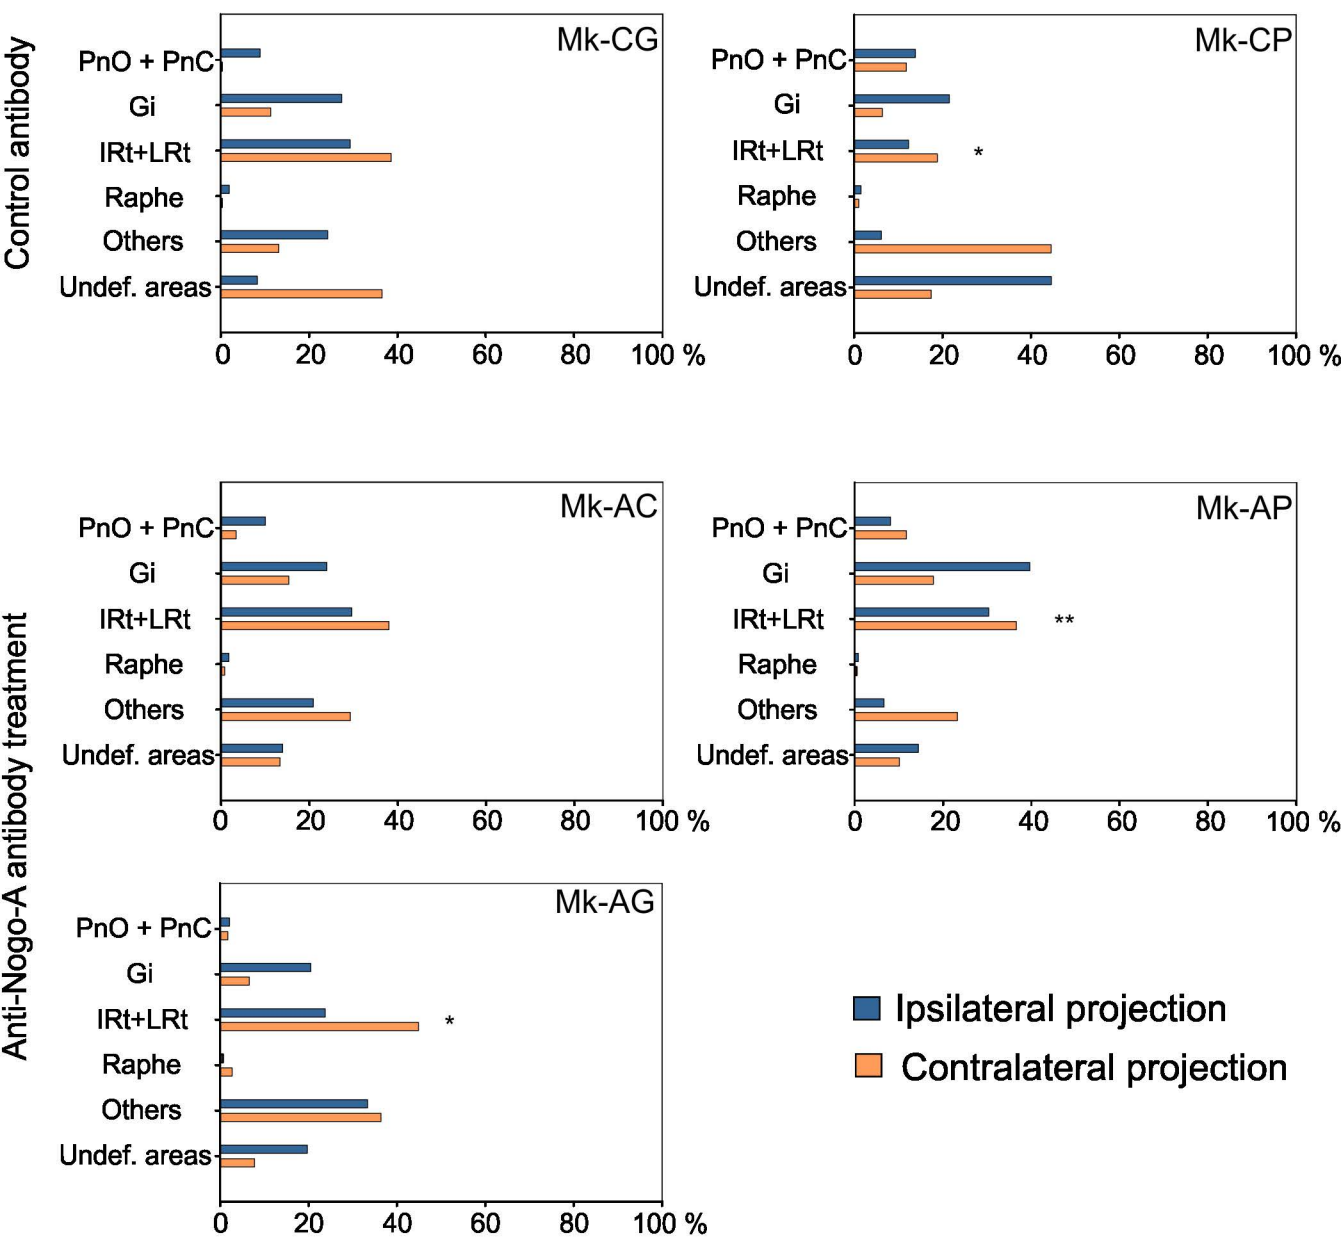 Control antibody
Mk-CG
PnO + PnC
Gi
IRt+LRt
Raphe
Others
Undef. areas
0 20 40 60 80 100 %
Mk-CP
PnO + PnC
Gi
IRt+LRt *
Raphe
Others
Undef. areas
0 20 40 60 80 100 %
Anti-Nogo-A antibody treatment
Mk-AC
PnO + PnC
Gi
IRt+LRt
Raphe
Others
Undef. areas
0 20 40 60 80 100 %
Mk-AP
PnO + PnC
Gi
IRt+LRt **
Raphe
Others
Undef. areas
0 20 40 60 80 100 %
Mk-AG
PnO + PnC
Gi
IRt+LRt *
Raphe
Others
Undef. areas
0 20 40 60 80 100 %
Ipsilateral projection
Contralateral projection